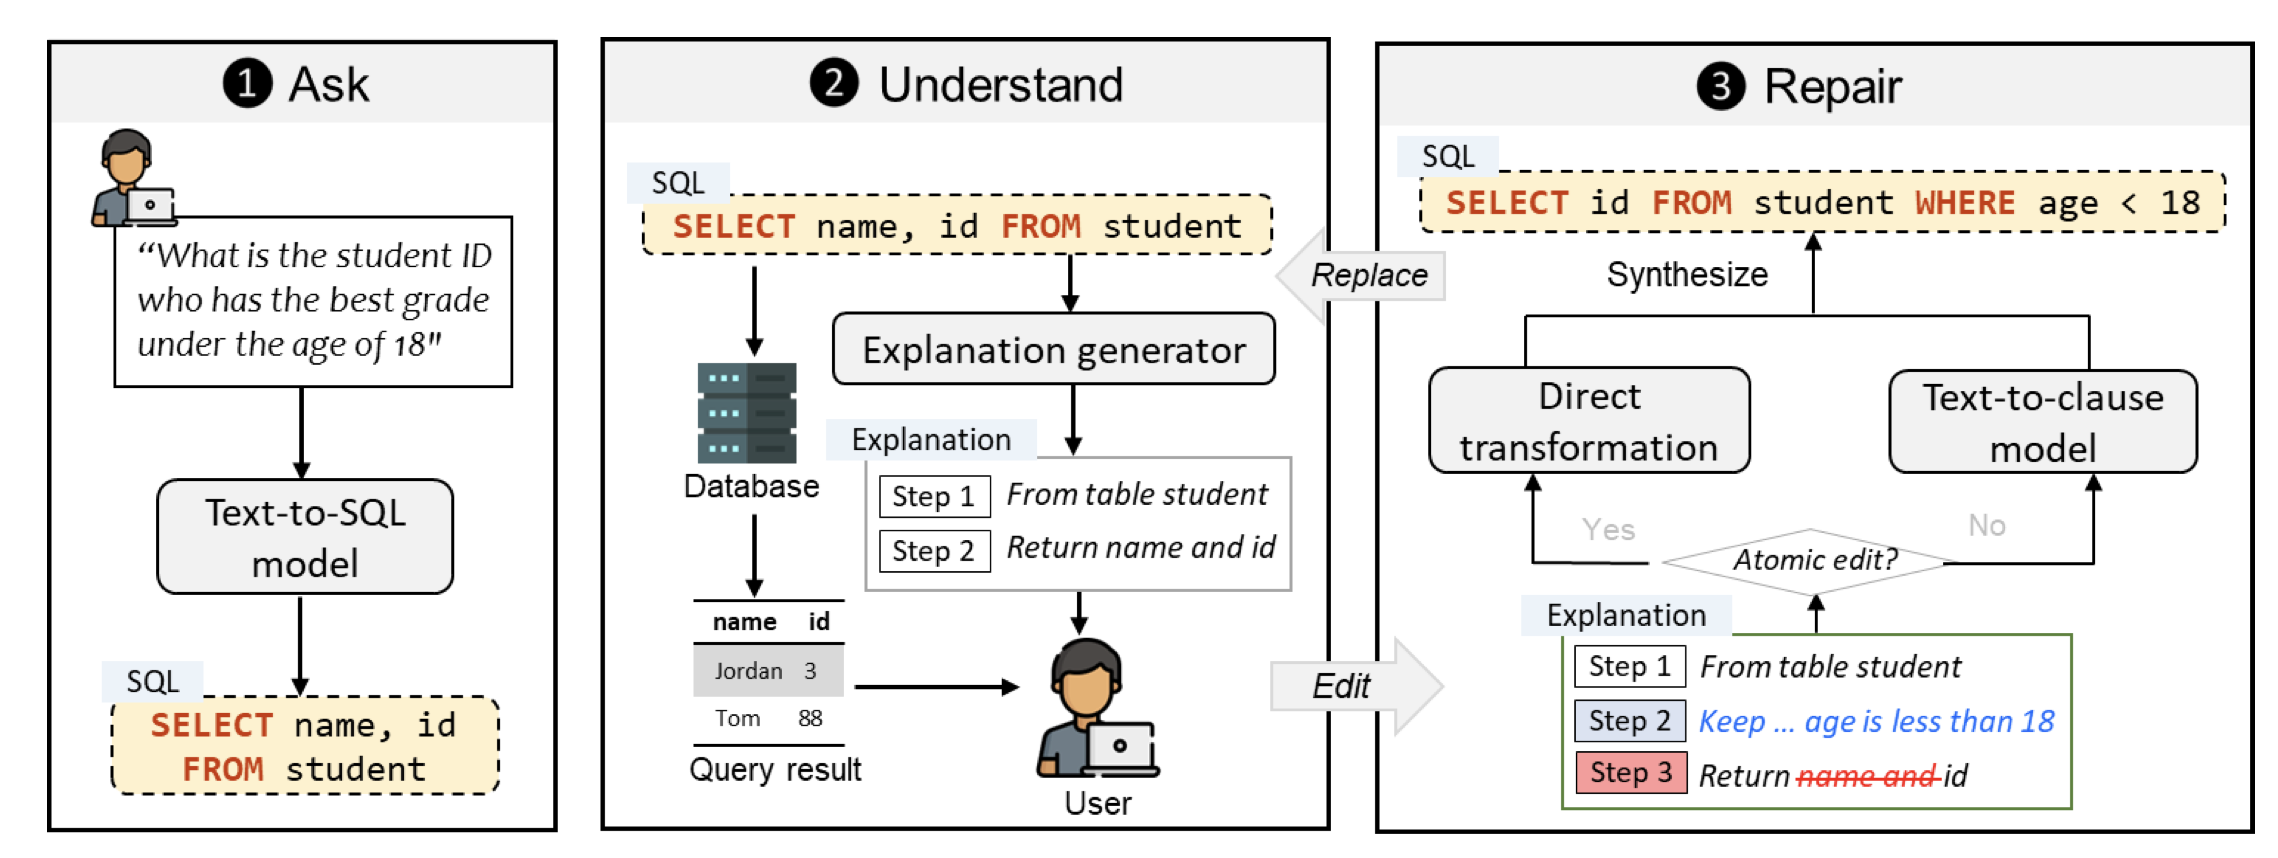 1 Ask
“What is the student ID
who has the best grade
under the age of 18"
Text-to-SQL
model
SQL
SELECT name, id
FROM student
2 Understand
SQL
SELECT name, id FROM student
Explanation generator
Database
Explanation
Step 1 From table student
Step 2 Return name and id
name id
Jordan 3
Tom 88
Query result
User
Replace
Edit
3 Repair
SQL
SELECT id FROM student WHERE age < 18
Synthesize
Direct
transformation
Text-to-clause
model
Yes
No
Atomic edit?
Explanation
Step 1 From table student
Step 2 Keep ... age is less than 18
Step 3 Return name and id